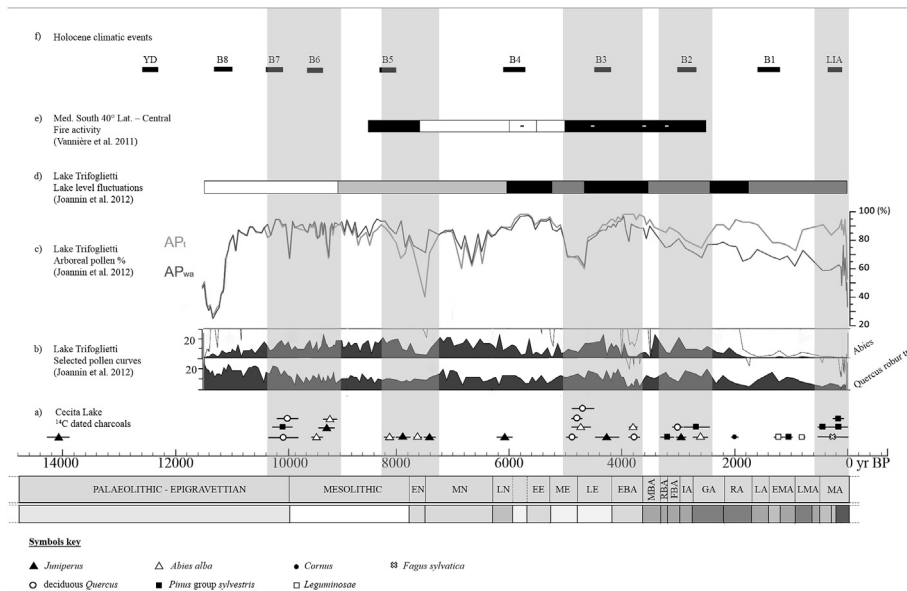 f) Holocene climatic events
YD B8 B7 B6 B5 B4 B3 B2 B1 LIA
e) Med. South 40° Lat. – Central
Fire activity
(Vannière et al. 2011)
d) Lake Trifoglietti
Lake level fluctuations
(Joannin et al. 2012)
100 (%)
80
60
40
20
c) Lake Trifoglietti
Arboreal pollen %
(Joannin et al. 2012)
APt
APwa
b) Lake Trifoglietti
Selected pollen curves
(Joannin et al. 2012)
20
20
Abies
Quercus robur t
a) Cecita Lake
14C dated charcoals
14000 12000 10000 8000 6000 4000 2000 0 yr BP
PALAEOLITHIC - EPIGRAVETTIAN MESOLITHIC EN MN LN EE ME LE EBA MBA RBA FBA IA GA RA LA EMA LMA MA
Symbols key
Juniperus Abies alba Cornus Fagus sylvatica
deciduous Quercus Pinus group sylvestris Leguminosae